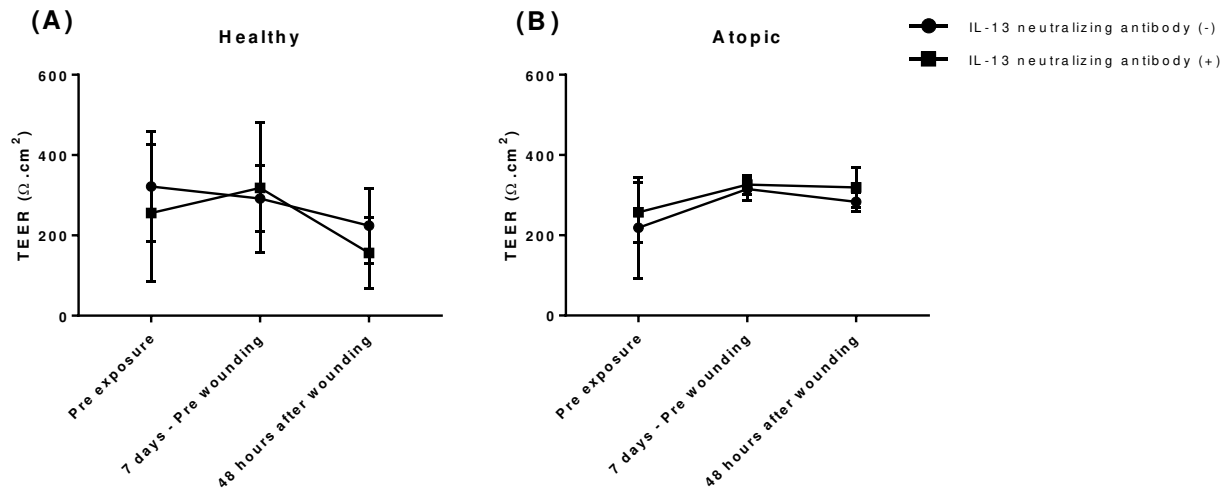 (A)
Healthy
600
400
200
0
TEER (Ω.cm²)
Pre exposure
7 days - Pre wounding
48 hours after wounding
(B)
Atopic
600
400
200
0
TEER (Ω.cm²)
Pre exposure
7 days - Pre wounding
48 hours after wounding
IL-13 neutralizing antibody (-)
IL-13 neutralizing antibody (+)